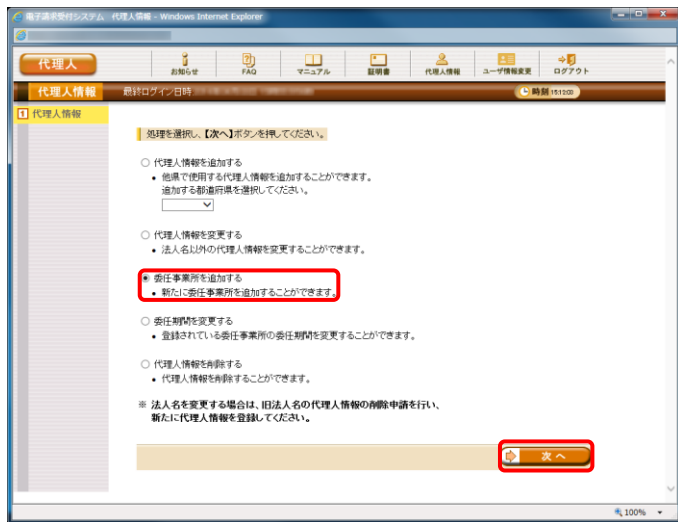 電子請求受付システム 代理人情報 - Windows Internet Explorer
代理人
お知らせ FAQ マニュアル 証明書 代理人情報 ユーザ情報変更 ログアウト
代理人情報 最終ログイン日時 時刻 15:12:03
1 代理人情報
処理を選択し、【次へ】ボタンを押してください。
代理人情報を追加する
• 他県で使用する代理人情報を追加することができます。
追加する都道府県を選択してください。
代理人情報を変更する
• 法人名以外の代理人情報を変更することができます。
委任事業所を追加する
• 新たに委任事業所を追加することができます。
委任期間を変更する
• 登録されている委任事業所の委任期間を変更することができます。
代理人情報を削除する
• 代理人情報を削除することができます。
※ 法人名を変更する場合は、旧法人名の代理人情報の削除申請を行い、
新たに代理人情報を登録してください。
次へ
100%